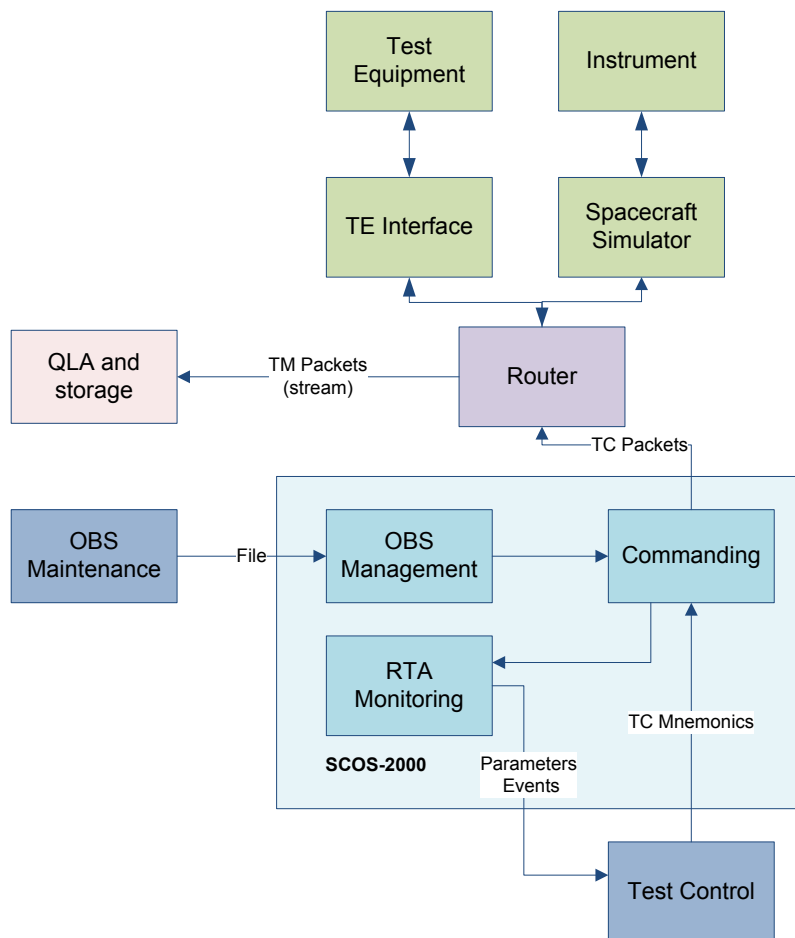 Test
Equipment
Instrument
TE Interface
Spacecraft
Simulator
QLA and
storage
TM Packets
(stream)
Router
TC Packets
OBS
Maintenance
File
OBS
Management
Commanding
RTA
Monitoring
TC Mnemonics
SCOS-2000
Parameters
Events
Test Control